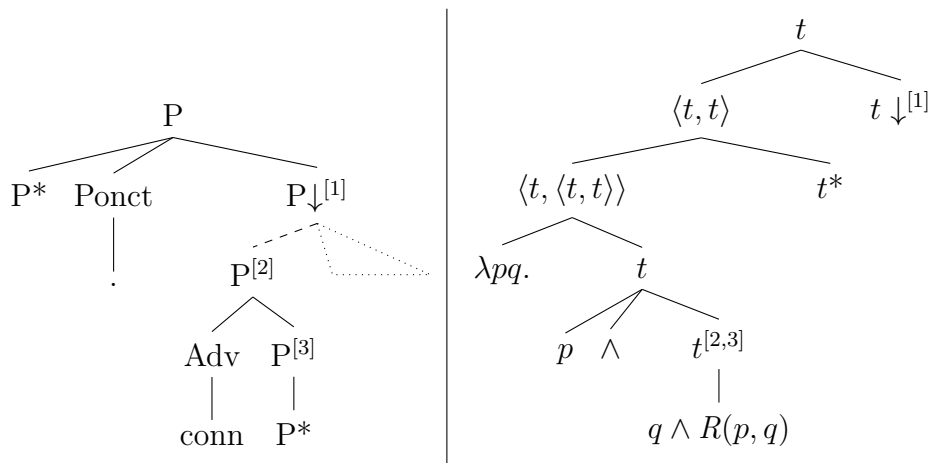 P
P* Ponct P↓[1]
. P[2]
Adv P[3]
conn P*
t
⟨t, t⟩ t ↓[1]
⟨t, ⟨t, t⟩⟩ t*
λpq. t
p ∧ t[2,3]
q ∧ R(p, q)